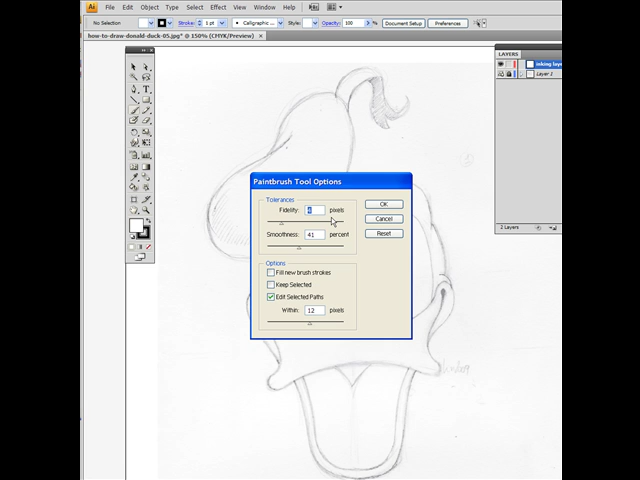 Ai File Edit Object Type Select Effect View Window Help Br
No Selection Stroke: 1 pt Calligraphic ... Style: Opacity: 100 % Document Setup Preferences
how-to-draw-donald-duck-05.jpg* @ 150% (CMYK/Preview) ×
LAYERS
inking laye
Layer 1
2 Layers
Paintbrush Tool Options
Tolerances
Fidelity: 4 pixels
Smoothness: 41 percent
OK
Cancel
Reset
Options
Fill new brush strokes
Keep Selected
Edit Selected Paths
Within: 12 pixels